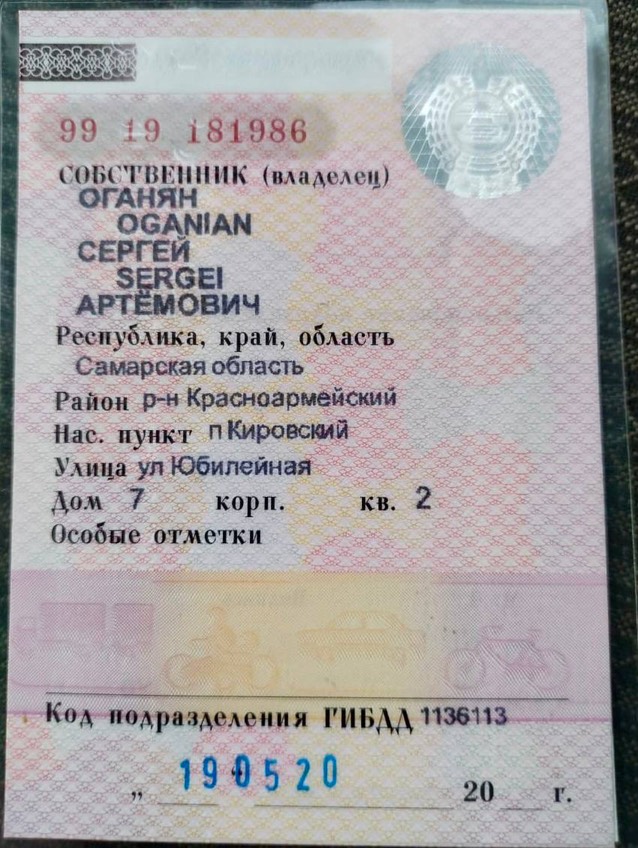 99 19 181986
СОБСТВЕННИК (владелец)
ОГАНЯН
OGANIAN
СЕРГЕЙ
SERGEI
АРТЁМОВИЧ
Республика, край, область
Самарская область
Район р-н Красноармейский
Нас. пункт п Кировский
Улица ул Юбилейная
Дом 7 корп. кв. 2
Особые отметки
Код подразделения ГИБДД 1136113
190520
„ “ 20 г.